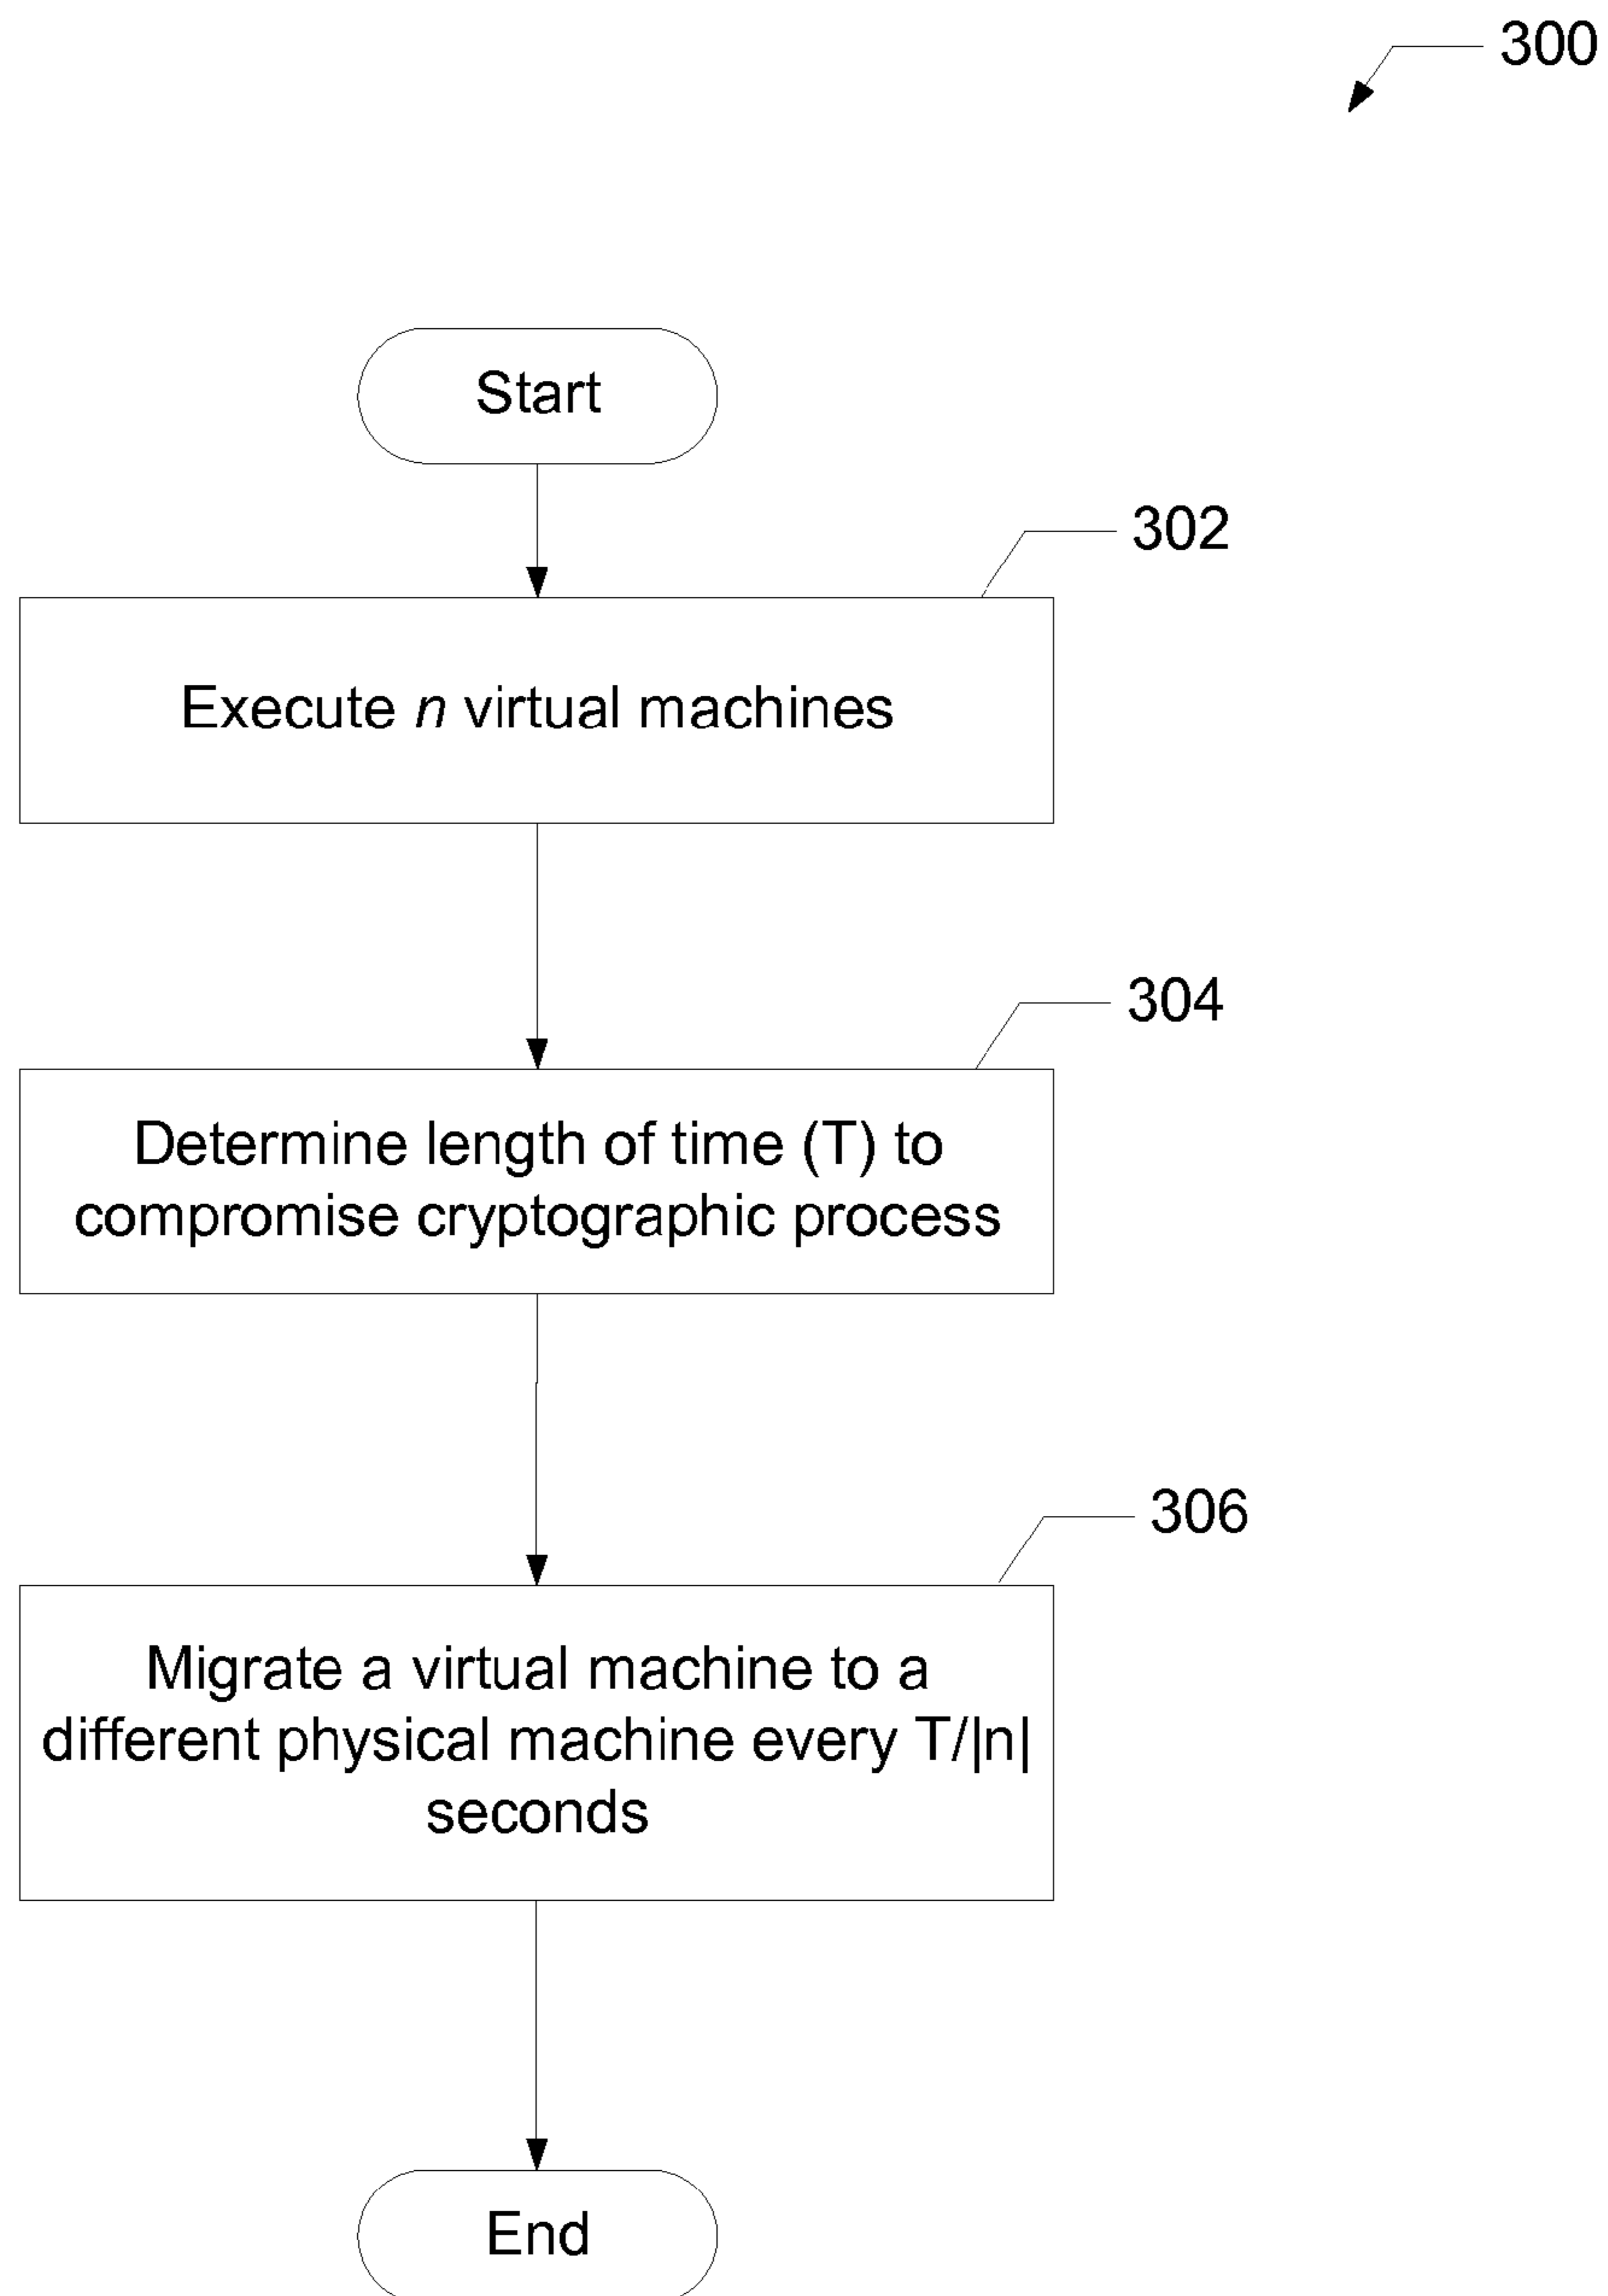 300
Start
302
Execute n virtual machines
304
Determine length of time (T) to
compromise cryptographic process
306
Migrate a virtual machine to a
different physical machine every T/|n|
seconds
End